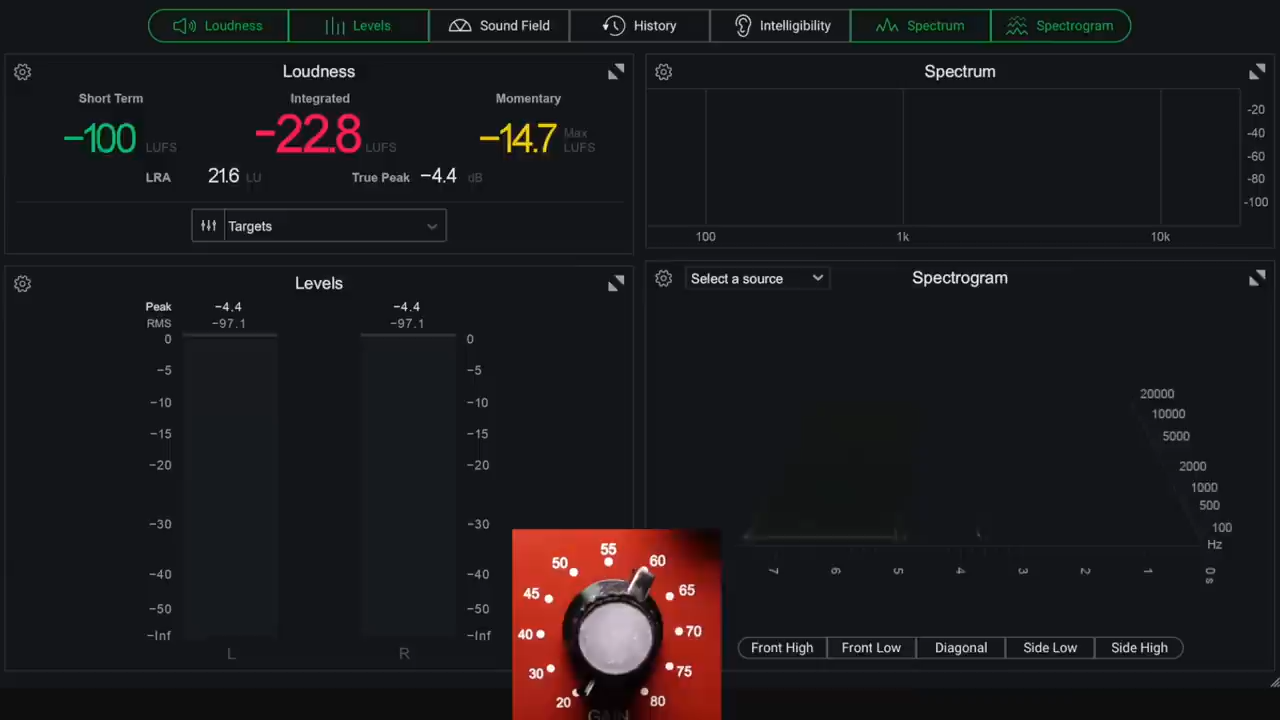 Loudness Levels Sound Field History Intelligibility Spectrum Spectrogram
Loudness
Short Term Integrated Momentary
-100 LUFS -22.8 LUFS -14.7 Max LUFS
LRA 21.6 LU True Peak -4.4 dB
Targets
Spectrum
-20
-40
-60
-80
-100
100 1k 10k
Levels
Peak -4.4 -4.4
RMS -97.1 -97.1
0 0
-5 -5
-10 -10
-15 -15
-20 -20
-30 -30
-40 -40
-50 -50
-Inf -Inf
L R
Select a source Spectrogram
20000
10000
5000
2000
1000
500
100
Hz
7 6 5 4 3 2 1 0 s
Front High Front Low Diagonal Side Low Side High
55
50 60
45 65
40 70
30 75
20 80
GAIN